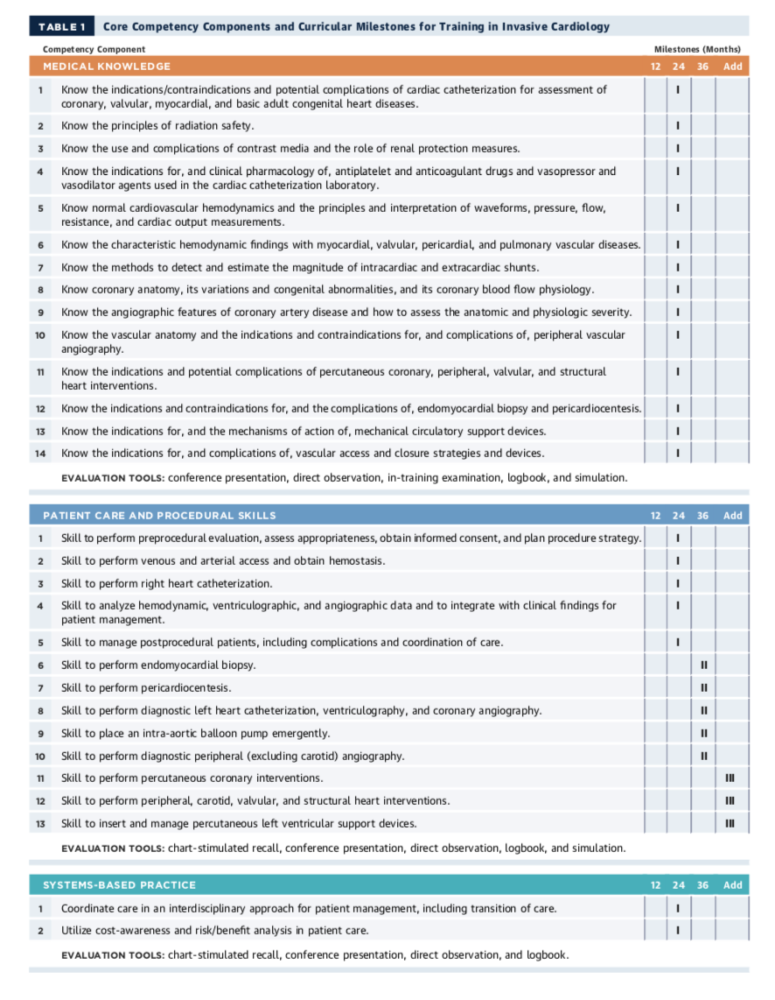 TABLE 1 Core Competency Components and Curricular Milestones for Training in Invasive Cardiology
Competency Component Milestones (Months)
MEDICAL KNOWLEDGE 12 24 36 Add
1 Know the indications/contraindications and potential complications of cardiac catheterization for assessment of I
coronary, valvular, myocardial, and basic adult congenital heart diseases.
2 Know the principles of radiation safety. I
3 Know the use and complications of contrast media and the role of renal protection measures. I
4 Know the indications for, and clinical pharmacology of, antiplatelet and anticoagulant drugs and vasopressor and I
vasodilator agents used in the cardiac catheterization laboratory.
5 Know normal cardiovascular hemodynamics and the principles and interpretation of waveforms, pressure, flow, I
resistance, and cardiac output measurements.
6 Know the characteristic hemodynamic findings with myocardial, valvular, pericardial, and pulmonary vascular diseases. I
7 Know the methods to detect and estimate the magnitude of intracardiac and extracardiac shunts. I
8 Know coronary anatomy, its variations and congenital abnormalities, and its coronary blood flow physiology. I
9 Know the angiographic features of coronary artery disease and how to assess the anatomic and physiologic severity. I
10 Know the vascular anatomy and the indications and contraindications for, and complications of, peripheral vascular I
angiography.
11 Know the indications and potential complications of percutaneous coronary, peripheral, valvular, and structural I
heart interventions.
12 Know the indications and contraindications for, and the complications of, endomyocardial biopsy and pericardiocentesis. I
13 Know the indications for, and the mechanisms of action of, mechanical circulatory support devices. I
14 Know the indications for, and complications of, vascular access and closure strategies and devices. I
EVALUATION TOOLS: conference presentation, direct observation, in-training examination, logbook, and simulation.
PATIENT CARE AND PROCEDURAL SKILLS 12 24 36 Add
1 Skill to perform preprocedural evaluation, assess appropriateness, obtain informed consent, and plan procedure strategy. I
2 Skill to perform venous and arterial access and obtain hemostasis. I
3 Skill to perform right heart catheterization. I
4 Skill to analyze hemodynamic, ventriculographic, and angiographic data and to integrate with clinical findings for I
patient management.
5 Skill to manage postprocedural patients, including complications and coordination of care. I
6 Skill to perform endomyocardial biopsy. II
7 Skill to perform pericardiocentesis. II
8 Skill to perform diagnostic left heart catheterization, ventriculography, and coronary angiography. II
9 Skill to place an intra-aortic balloon pump emergently. II
10 Skill to perform diagnostic peripheral (excluding carotid) angiography. II
11 Skill to perform percutaneous coronary interventions. III
12 Skill to perform peripheral, carotid, valvular, and structural heart interventions. III
13 Skill to insert and manage percutaneous left ventricular support devices. III
EVALUATION TOOLS: chart-stimulated recall, conference presentation, direct observation, logbook, and simulation.
SYSTEMS-BASED PRACTICE 12 24 36 Add
1 Coordinate care in an interdisciplinary approach for patient management, including transition of care. I
2 Utilize cost-awareness and risk/benefit analysis in patient care. I
EVALUATION TOOLS: chart-stimulated recall, conference presentation, direct observation, and logbook.